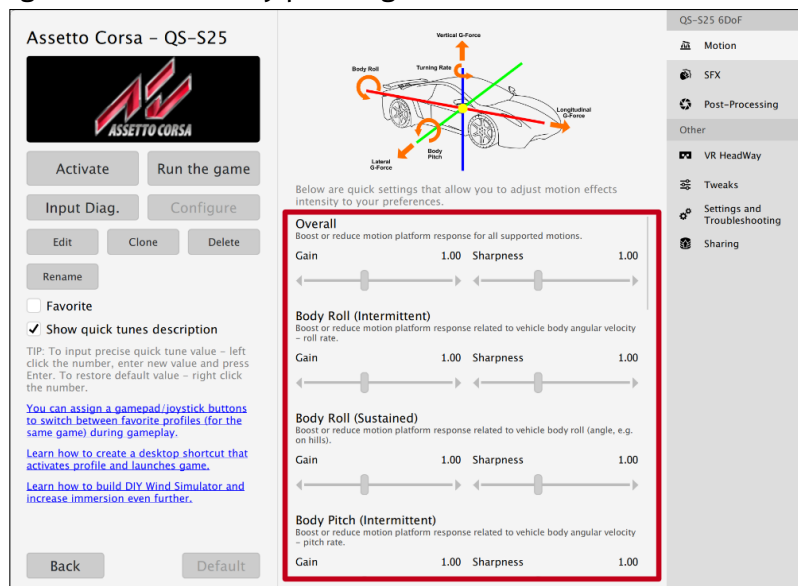 Assetto Corsa – QS-S25
ASSETTO CORSA
Activate
Run the game
Input Diag.
Configure
Edit
Clone
Delete
Rename
Favorite
Show quick tunes description
TIP: To input precise quick tune value – left
click the number, enter new value and press
Enter. To restore default value – right click
the number.
You can assign a gamepad/joystick buttons
to switch between favorite profiles (for the
same game) during gameplay.
Learn how to create a desktop shortcut that
activates profile and launches game.
Learn how to build DIY Wind Simulator and
increase immersion even further.
Back
Default
Vertical G-Force
Body Roll
Turning Rate
Longitudinal
G-Force
Body
Pitch
Lateral
G-Force
Below are quick settings that allow you to adjust motion effects
intensity to your preferences.
Overall
Boost or reduce motion platform response for all supported motions.
Gain 1.00 Sharpness 1.00
Body Roll (Intermittent)
Boost or reduce motion platform response related to vehicle body angular velocity
– roll rate.
Gain 1.00 Sharpness 1.00
Body Roll (Sustained)
Boost or reduce motion platform response related to vehicle body roll (angle, e.g.
on hills).
Gain 1.00 Sharpness 1.00
Body Pitch (Intermittent)
Boost or reduce motion platform response related to vehicle body angular velocity
– pitch rate.
Gain 1.00 Sharpness 1.00
QS-S25 6DoF
Motion
SFX
Post-Processing
Other
VR HeadWay
Tweaks
Settings and
Troubleshooting
Sharing